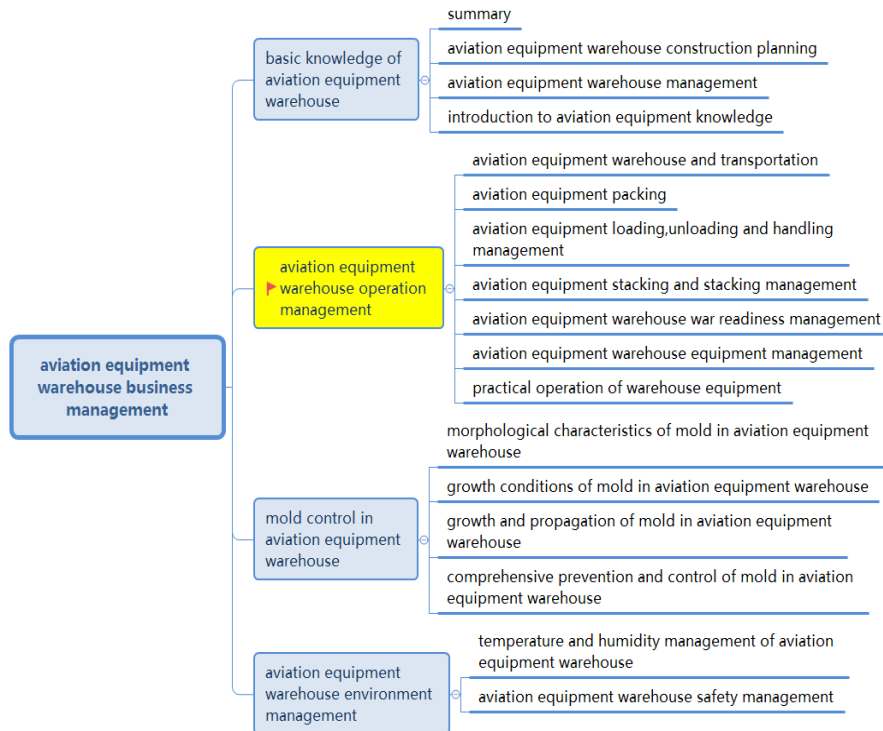 summary
basic knowledge of
aviation equipment
warehouse
aviation equipment warehouse construction planning
aviation equipment warehouse management
introduction to aviation equipment knowledge
aviation equipment warehouse and transportation
aviation equipment packing
aviation equipment loading,unloading and handling
management
aviation equipment
warehouse operation
management
aviation equipment stacking and stacking management
aviation equipment warehouse war readiness management
aviation equipment warehouse equipment management
practical operation of warehouse equipment
aviation equipment
warehouse business
management
morphological characteristics of mold in aviation equipment
warehouse
growth conditions of mold in aviation equipment warehouse
mold control in
aviation equipment
warehouse
growth and propagation of mold in aviation equipment
warehouse
comprehensive prevention and control of mold in aviation
equipment warehouse
temperature and humidity management of aviation
equipment warehouse
aviation equipment
warehouse environment
management
aviation equipment warehouse safety management